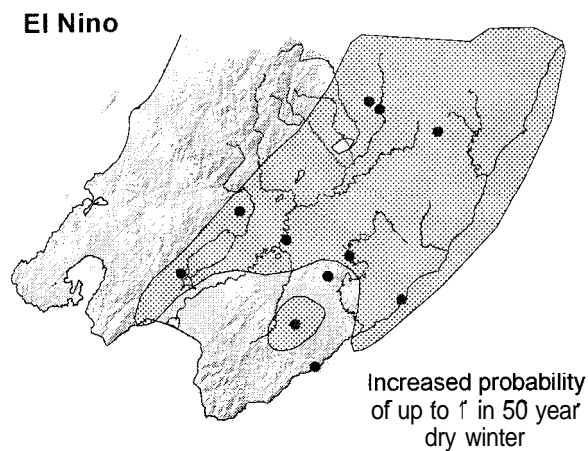 El Nino
Increased probability
of up to 1 in 50 year
dry winter